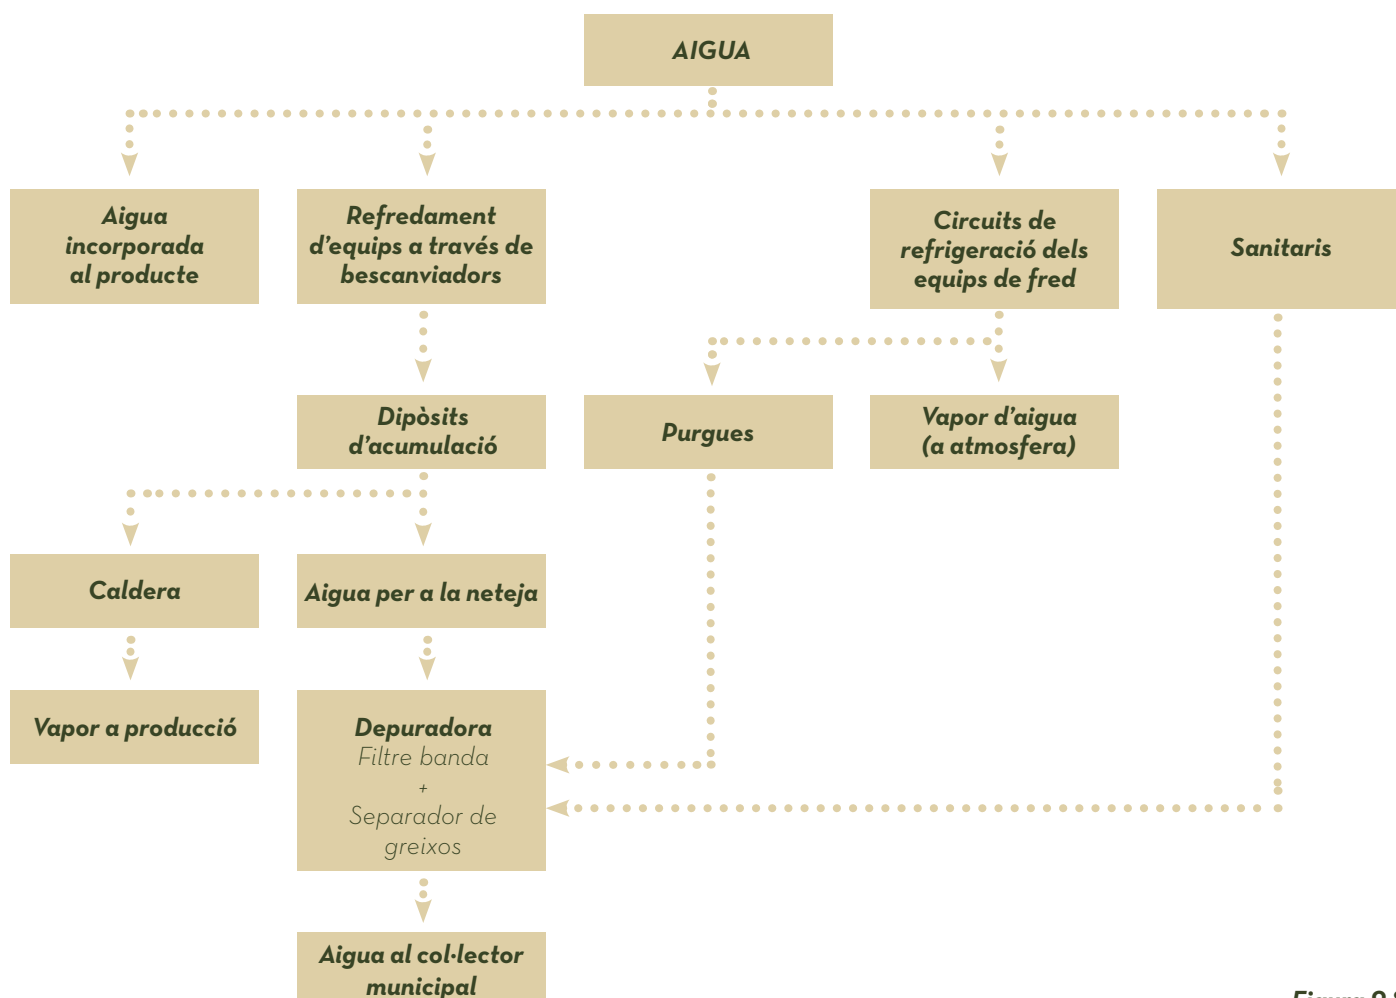 AIGUA
Aigua
incorporada
al producte
Refredament
d'equips a través de
bescanviadors
Circuits de
refrigeració dels
equips de fred
Sanitaris
Dipòsits
d'acumulació
Purgues
Vapor d'aigua
(a atmosfera)
Caldera
Aigua per a la neteja
Vapor a producció
Depuradora
Filtre banda
+
Separador de
greixos
Aigua al col·lector
municipal